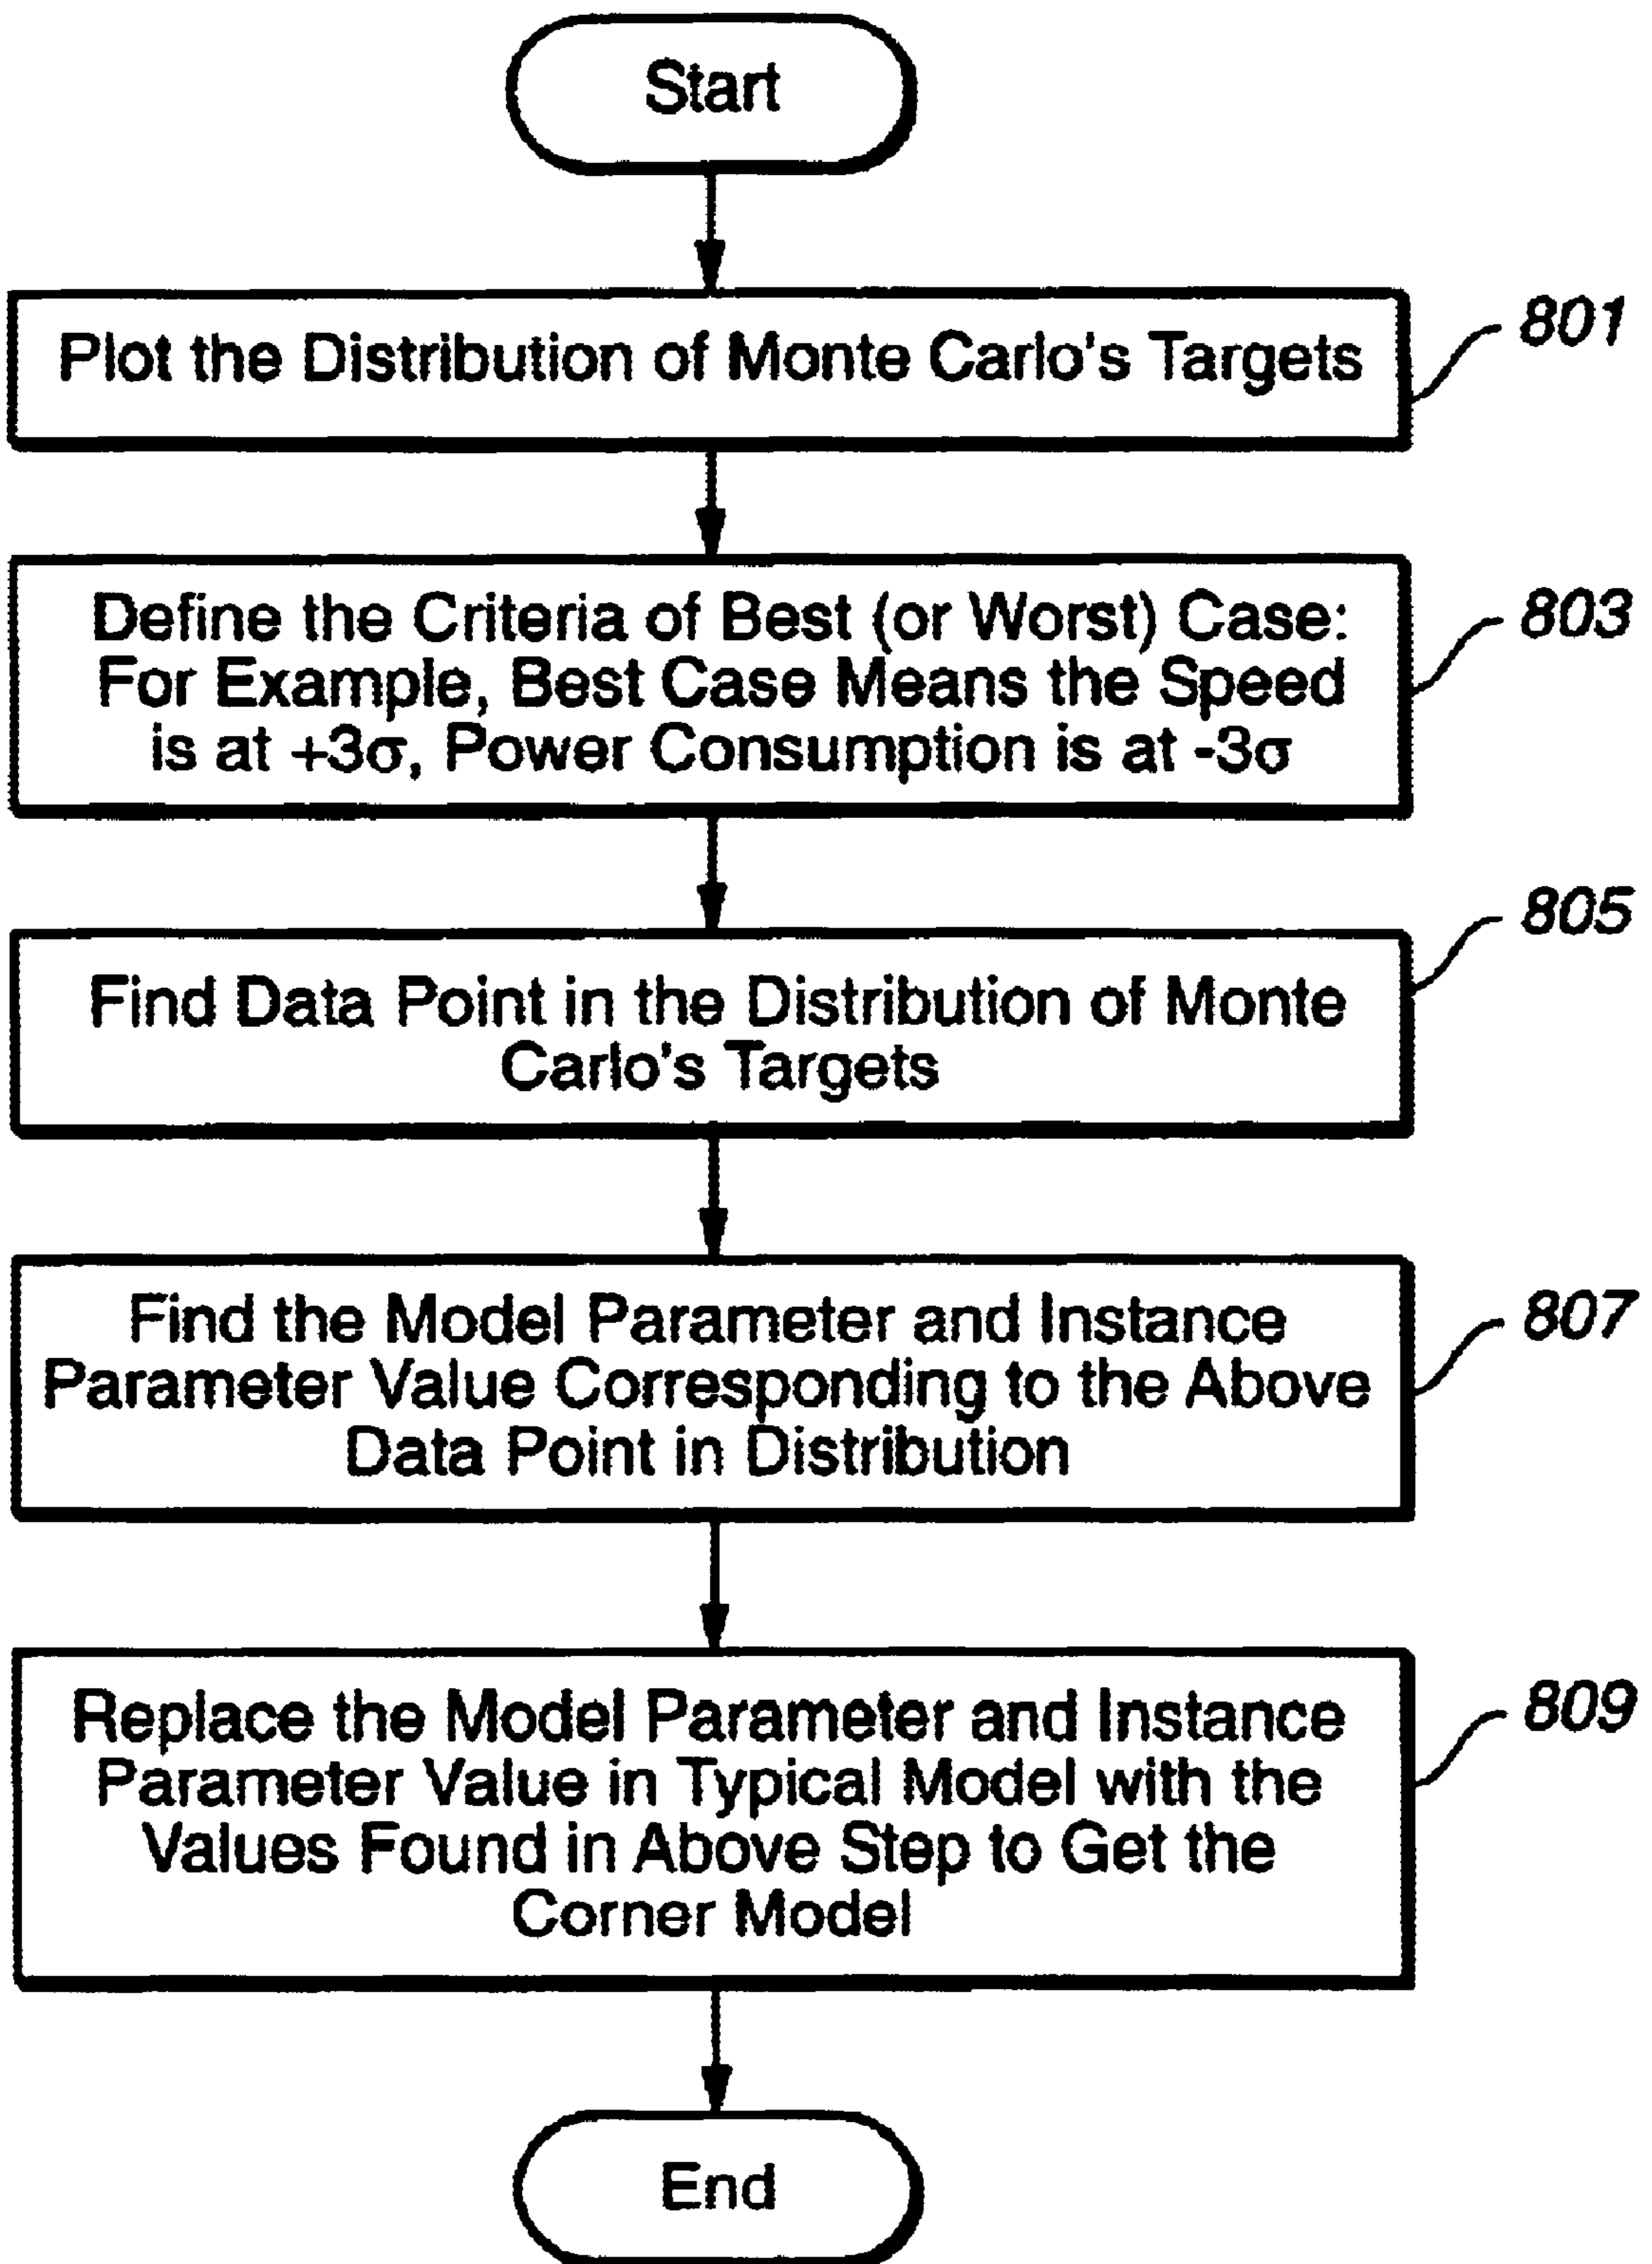 Start
Plot the Distribution of Monte Carlo's Targets
801
Define the Criteria of Best (or Worst) Case:
For Example, Best Case Means the Speed
is at +3σ, Power Consumption is at -3σ
803
Find Data Point in the Distribution of Monte
Carlo's Targets
805
Find the Model Parameter and Instance
Parameter Value Corresponding to the Above
Data Point in Distribution
807
Replace the Model Parameter and Instance
Parameter Value in Typical Model with the
Values Found in Above Step to Get the
Corner Model
809
End